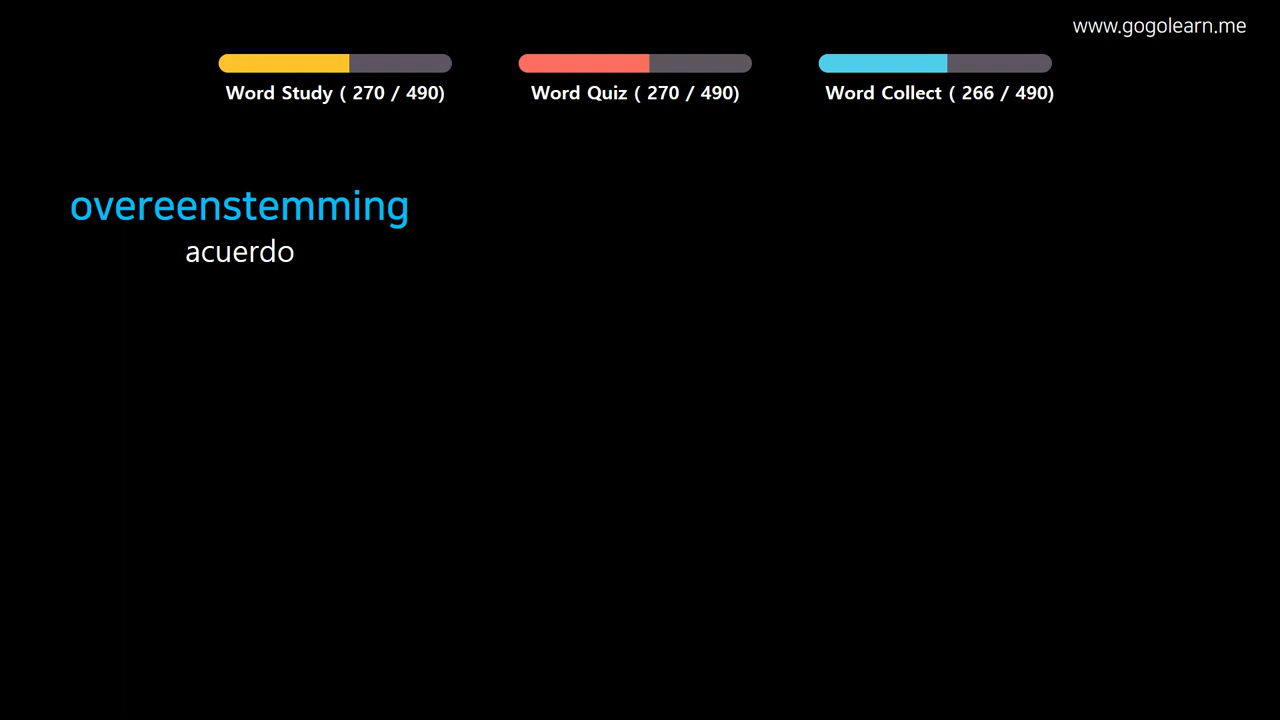 www.gogolearn.me
Word Study ( 270 / 490)
Word Quiz ( 270 / 490)
Word Collect ( 266 / 490)
overeenstemming
acuerdo